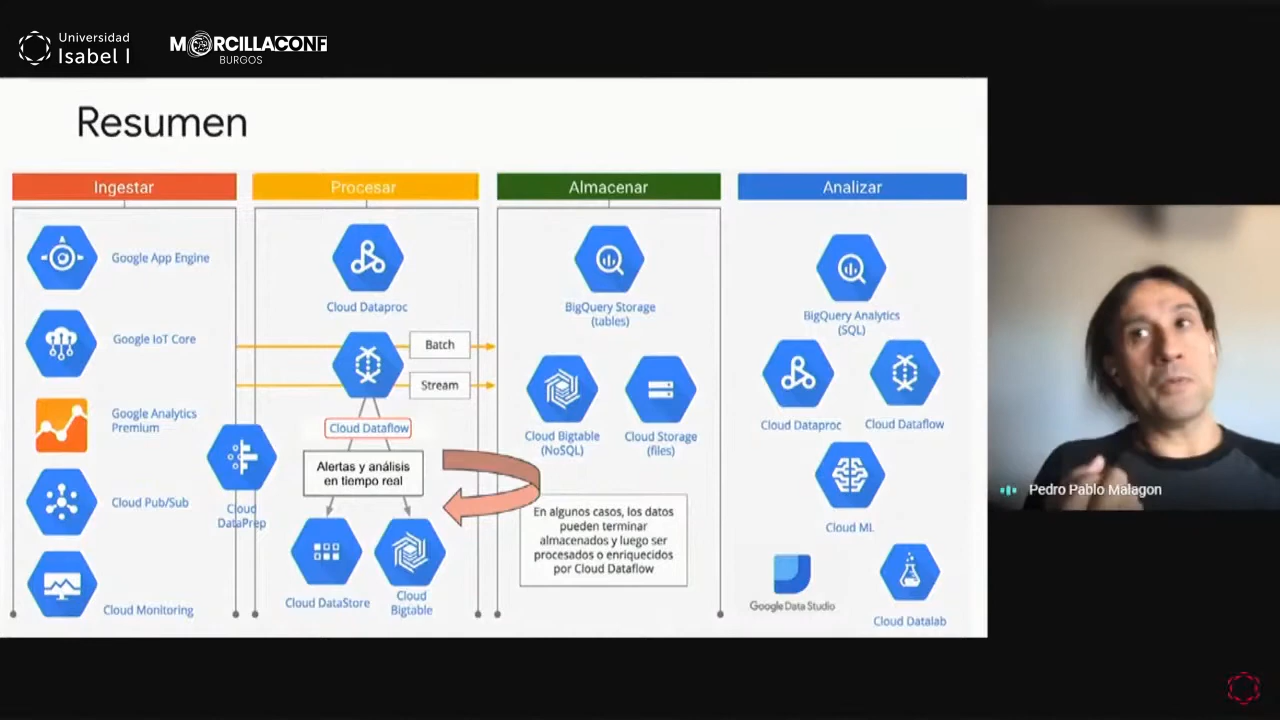 Universidad
Isabel I
MORCILLACONF
BURGOS
Resumen
Ingestar
Procesar
Almacenar
Analizar
Google App Engine
Google IoT Core
Google Analytics
Premium
Cloud Pub/Sub
Cloud Monitoring
Cloud
DataPrep
Cloud Dataproc
Batch
Stream
Cloud Dataflow
Alertas y análisis
en tiempo real
Cloud DataStore
Cloud
Bigtable
BigQuery Storage
(tables)
Cloud Bigtable
(NoSQL)
Cloud Storage
(files)
En algunos casos, los datos
pueden terminar
almacenados y luego ser
procesados o enriquecidos
por Cloud Dataflow
BigQuery Analytics
(SQL)
Cloud Dataproc
Cloud Dataflow
Cloud ML
Google Data Studio
Cloud Datalab
Pedro Pablo Malagon